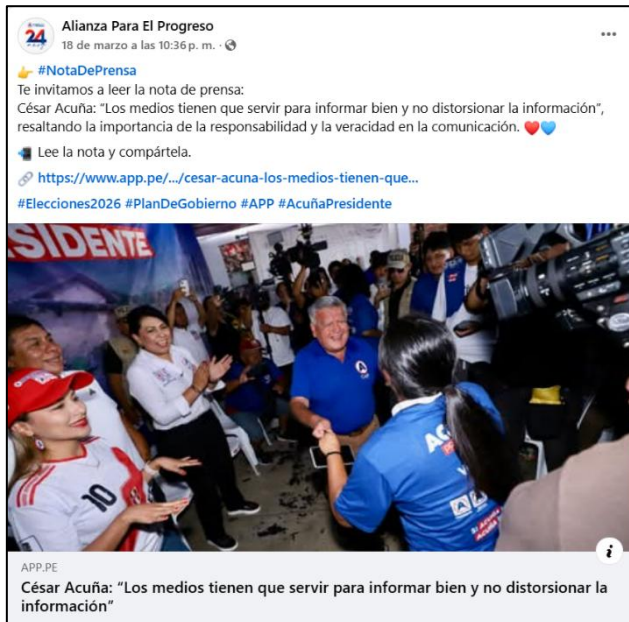 24
Alianza Para El Progreso
18 de marzo a las 10:36 p. m. ·
#NotaDePrensa
Te invitamos a leer la nota de prensa:
César Acuña: “Los medios tienen que servir para informar bien y no distorsionar la información”,
resaltando la importancia de la responsabilidad y la veracidad en la comunicación.
Lee la nota y compártela.
https://www.app.pe/.../cesar-acuna-los-medios-tienen-que...
#Elecciones2026 #PlanDeGobierno #APP #AcuñaPresidente
SIDENTE
10
A
APP.PE
César Acuña: “Los medios tienen que servir para informar bien y no distorsionar la
información”